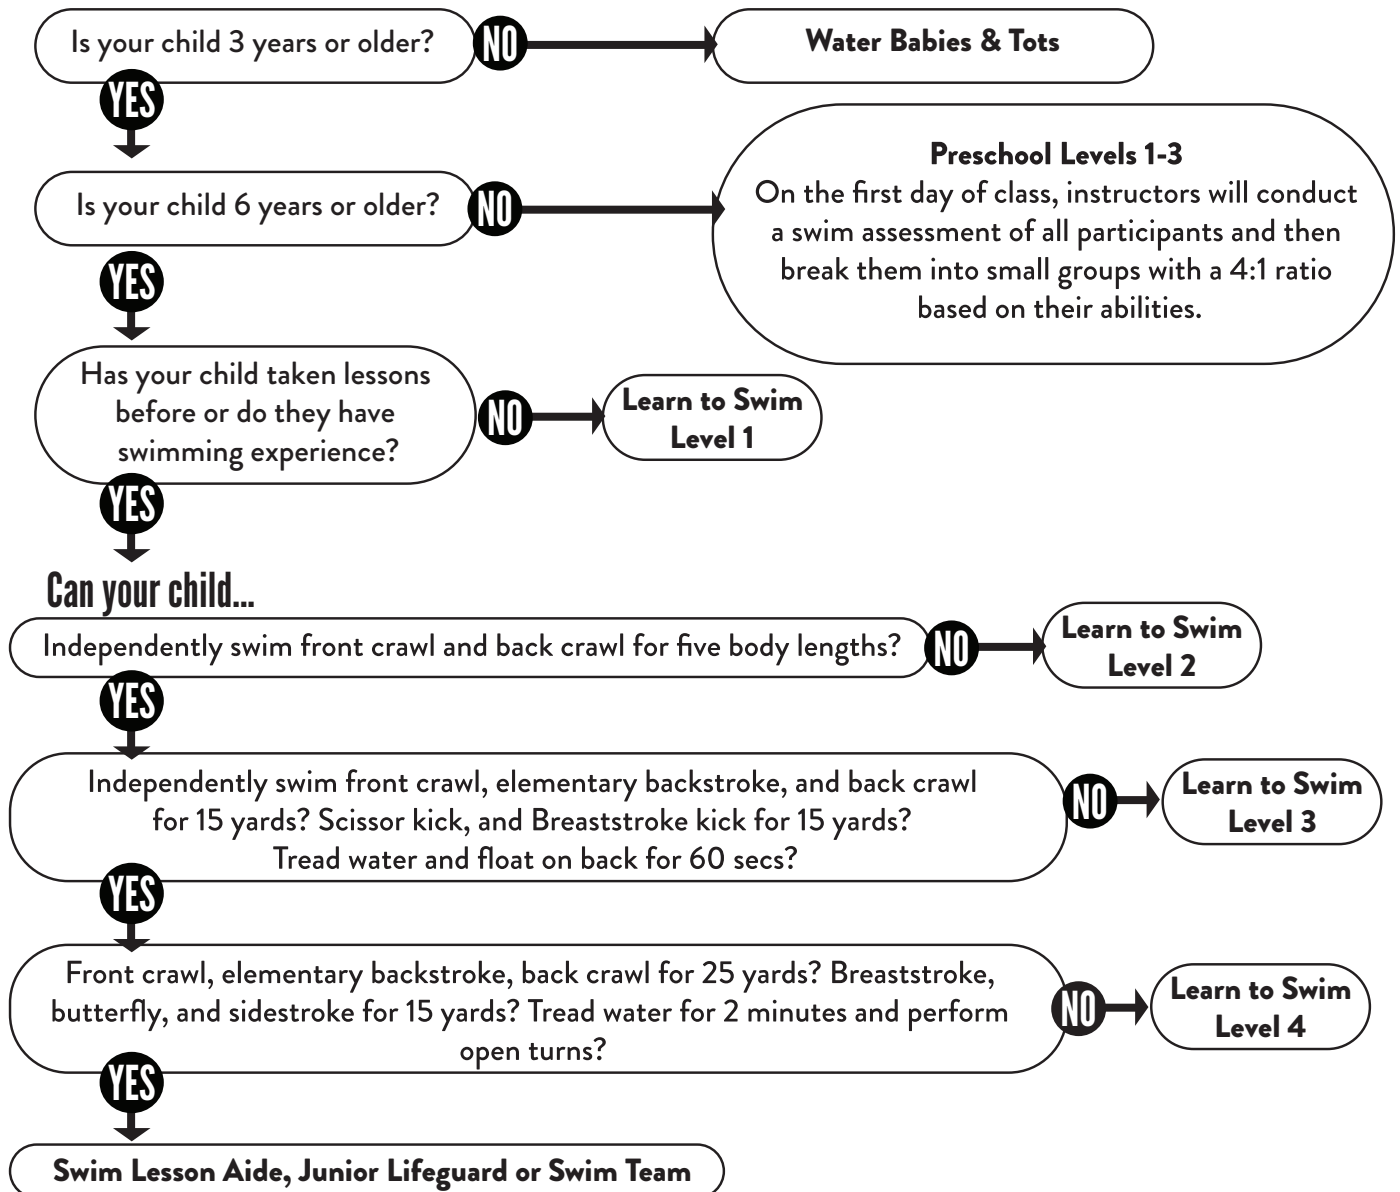 Is your child 3 years or older?
NO
Water Babies & Tots
YES
Is your child 6 years or older?
NO
Preschool Levels 1-3
On the first day of class, instructors will conduct
a swim assessment of all participants and then
break them into small groups with a 4:1 ratio
based on their abilities.
YES
Has your child taken lessons
before or do they have
swimming experience?
NO
Learn to Swim
Level 1
YES
Can your child...
Independently swim front crawl and back crawl for five body lengths?
NO
Learn to Swim
Level 2
YES
Independently swim front crawl, elementary backstroke, and back crawl
for 15 yards? Scissor kick, and Breaststroke kick for 15 yards?
Tread water and float on back for 60 secs?
NO
Learn to Swim
Level 3
YES
Front crawl, elementary backstroke, back crawl for 25 yards? Breaststroke,
butterfly, and sidestroke for 15 yards? Tread water for 2 minutes and perform
open turns?
NO
Learn to Swim
Level 4
YES
Swim Lesson Aide, Junior Lifeguard or Swim Team